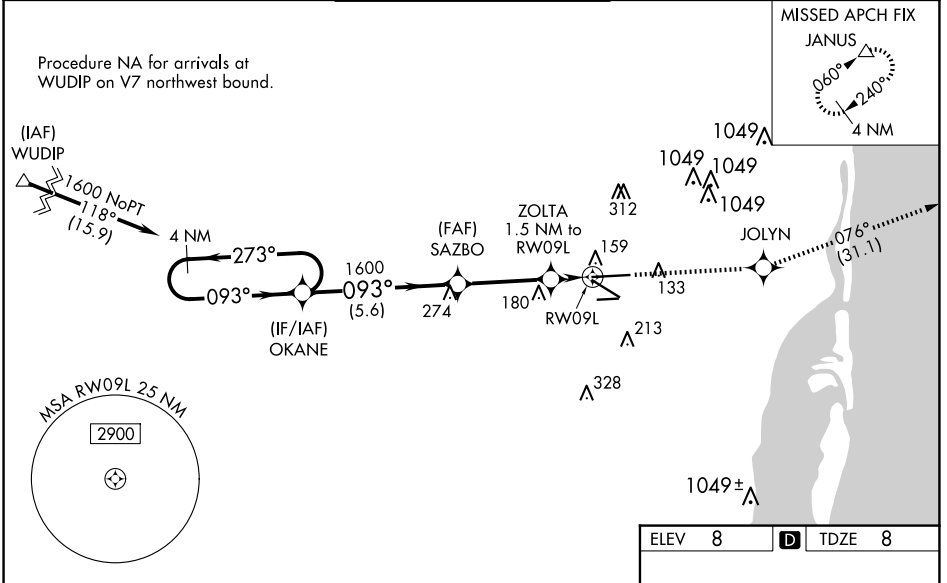 MISSED APCH FIX
JANUS
060°
240°
4 NM
Procedure NA for arrivals at
WUDIP on V7 northwest bound.
(IAF)
WUDIP
1600 NoPT
118°
(15.9)
4 NM
273°
093°
(IF/IAF)
OKANE
1600
093°
(5.6)
(FAF)
SAZBO
274
ZOLTA
1.5 NM to
RW09L
180
159
RW09L
312
133
213
328
1049
1049
1049
1049
JOLYN
076°
(31.1)
1049±
MSA RW09L 25 NM
2900
ELEV 8 D TDZE 8